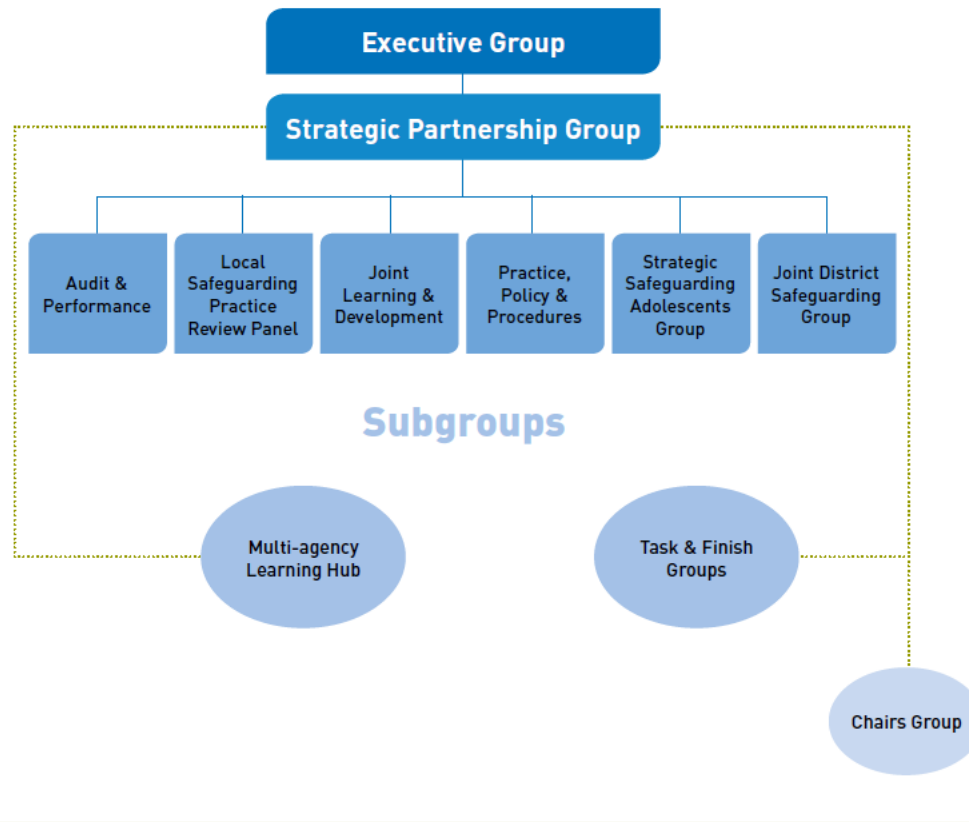 Executive Group
Strategic Partnership Group
Audit &
Performance
Local
Safeguarding
Practice
Review Panel
Joint
Learning &
Development
Practice,
Policy &
Procedures
Strategic
Safeguarding
Adolescents
Group
Joint District
Safeguarding
Group
Subgroups
Multi-agency
Learning Hub
Task & Finish
Groups
Chairs Group